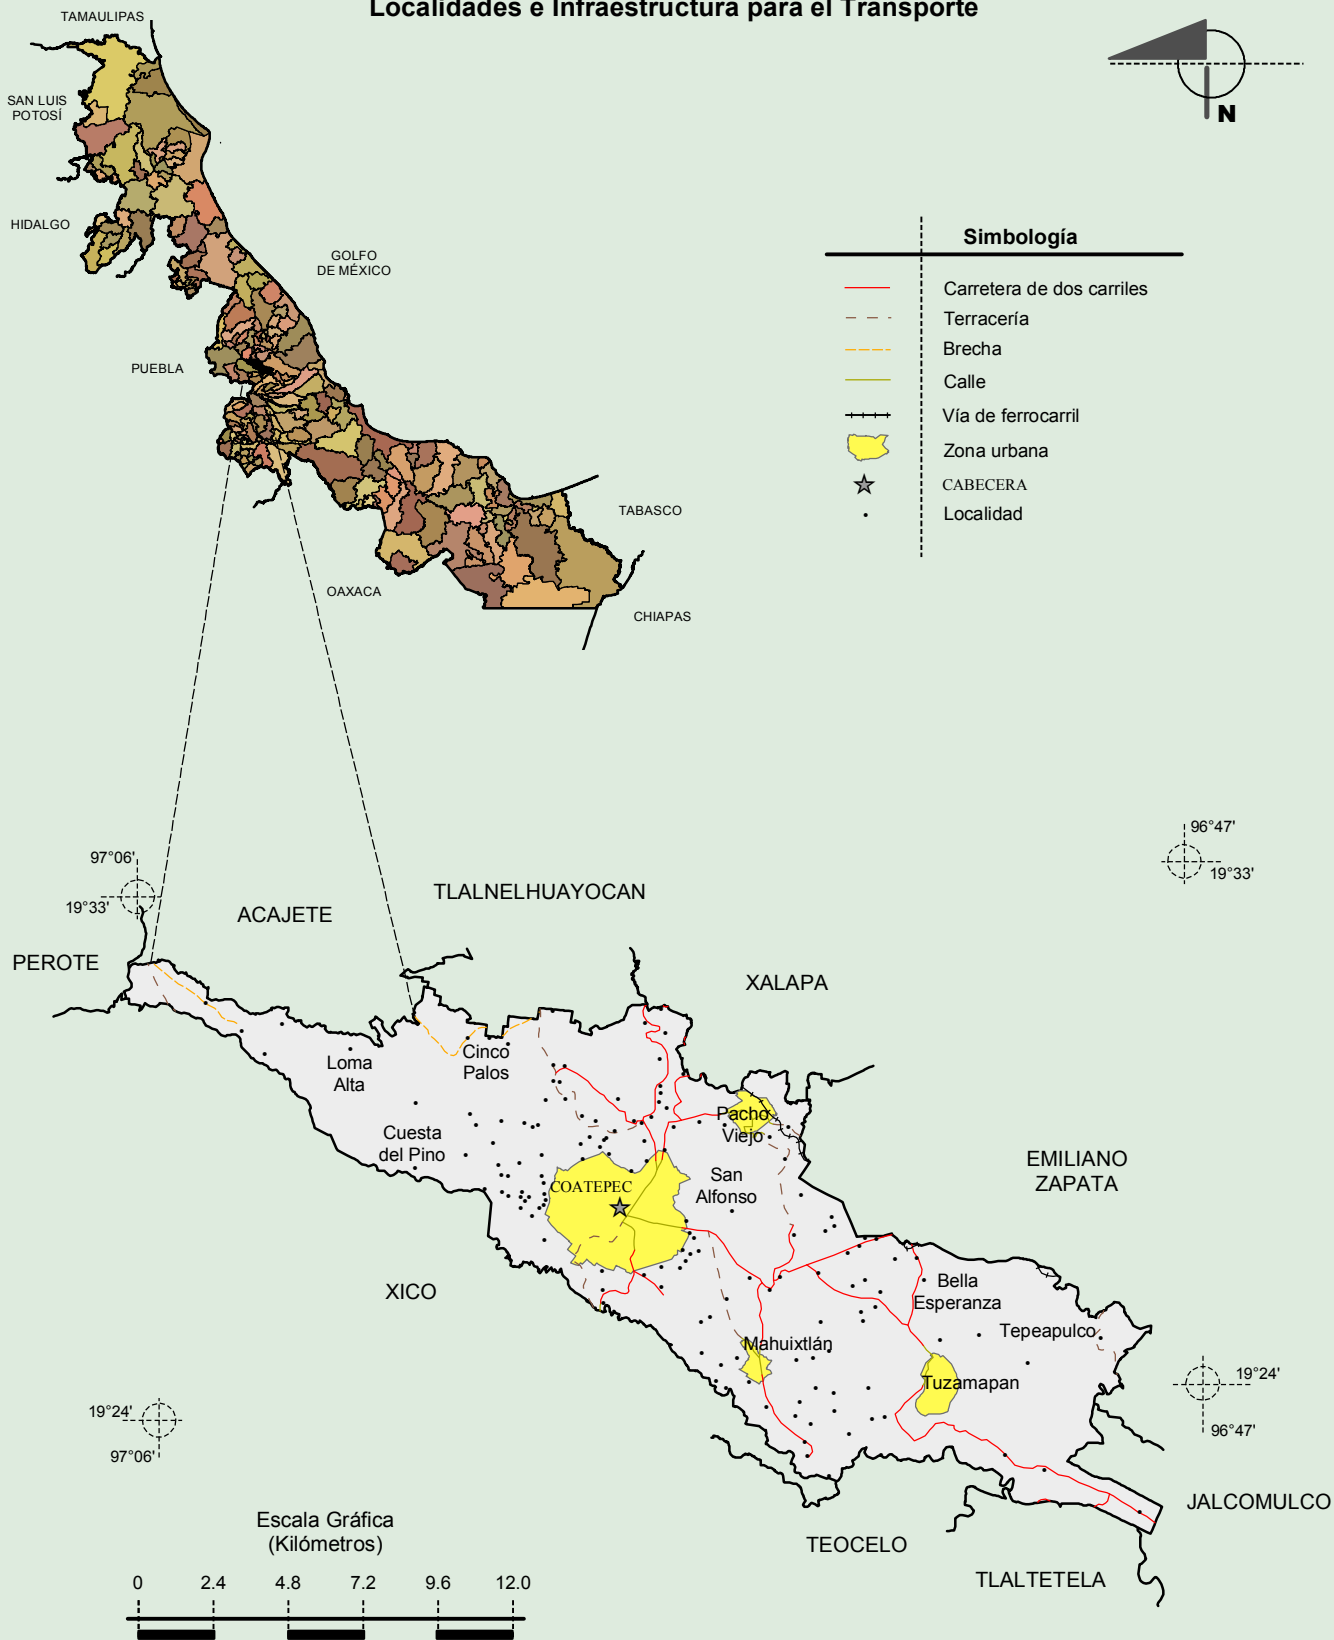 Localidades e Infraestructura para el Transporte
TAMAULIPAS
SAN LUIS
POTOSÍ
HIDALGO
GOLFO
DE MÉXICO
PUEBLA
TABASCO
OAXACA
CHIAPAS
N
Simbología
Carretera de dos carriles
Terracería
Brecha
Calle
Vía de ferrocarril
Zona urbana
CABECERA
Localidad
96°47'
19°33'
97°06'
19°33'
TLALNELHUAYOCAN
ACAJETE
PEROTE
XALAPA
Loma
Alta
Cinco
Palos
Pacho
Viejo
Cuesta
del Pino
COATEPEC
San
Alfonso
EMILIANO
ZAPATA
XICO
Bella
Esperanza
Tepeapulco
Mahuixtlán
Tuzamapan
19°24'
96°47'
19°24'
97°06'
JALCOMULCO
TEOCELO
TLALTETELA
Escala Gráfica
(Kilómetros)
0 2.4 4.8 7.2 9.6 12.0